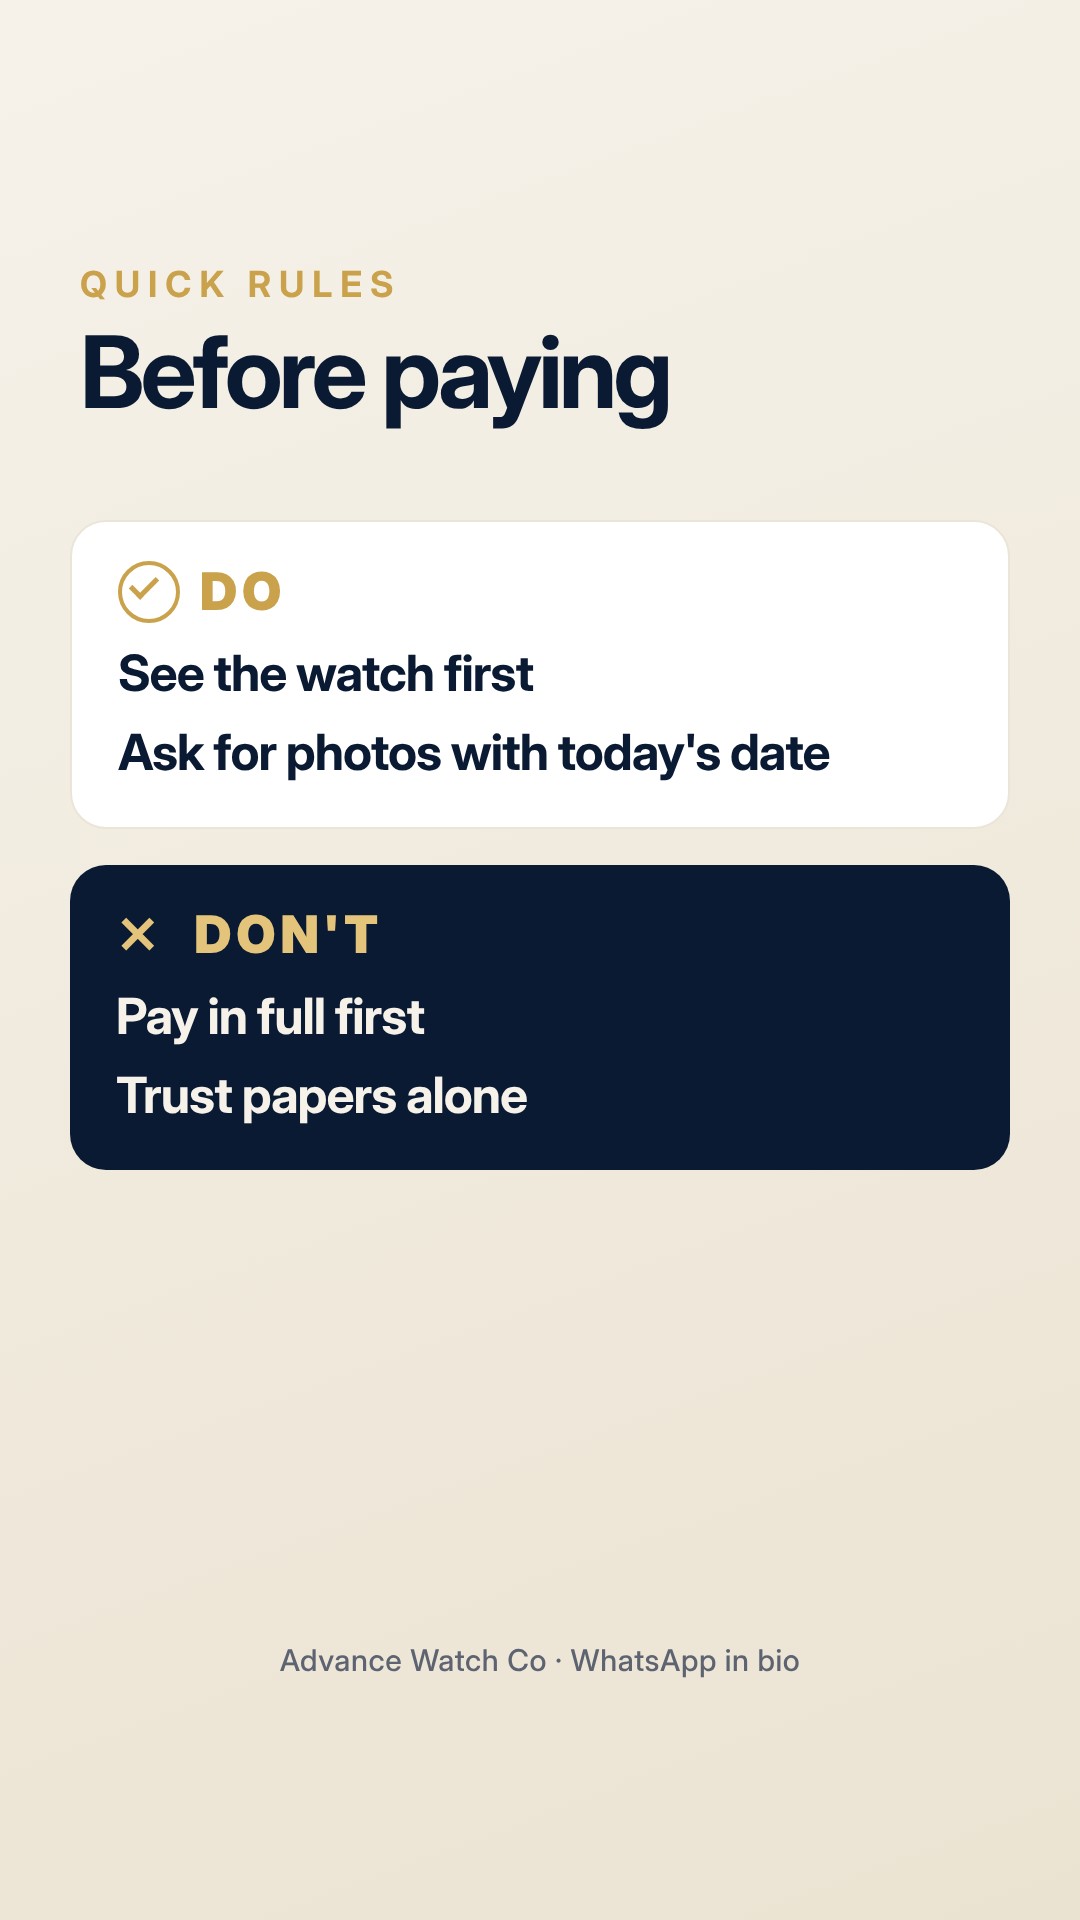 QUICK RULES
Before paying
DO
See the watch first
Ask for photos with today's date
DON'T
Pay in full first
Trust papers alone
Advance Watch Co · WhatsApp in bio